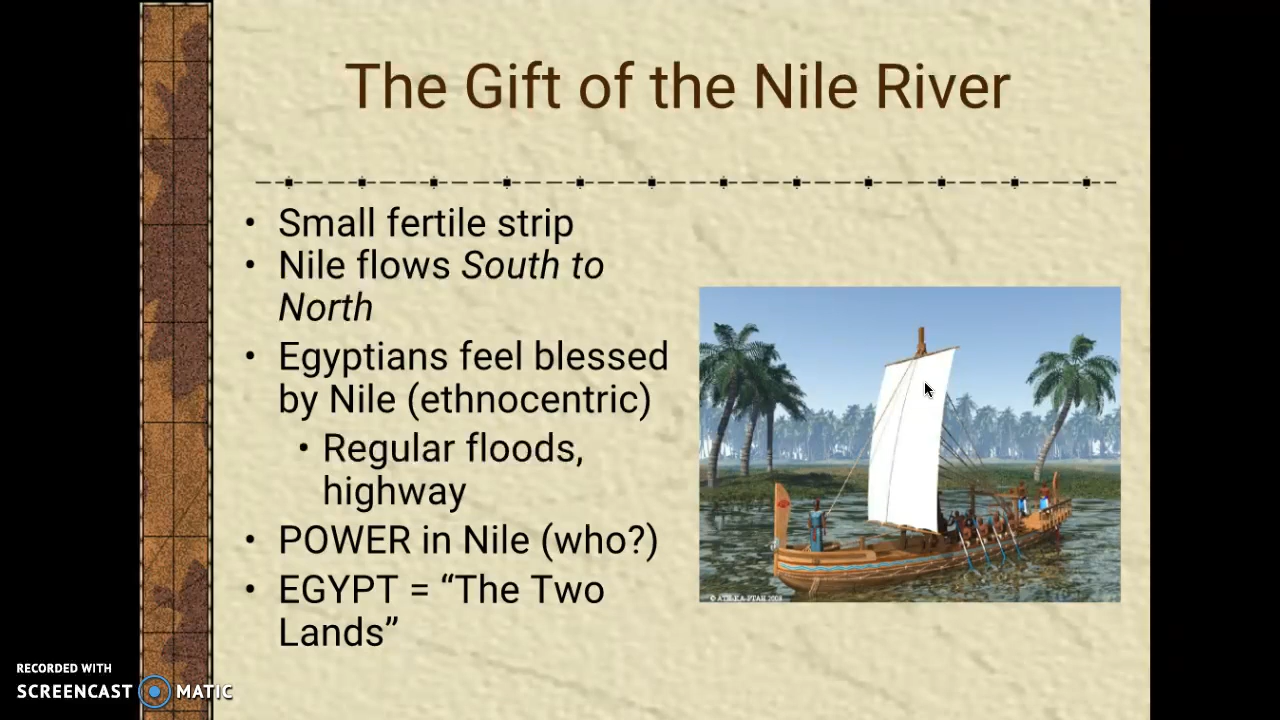 The Gift of the Nile River
• Small fertile strip
• Nile flows South to
North
• Egyptians feel blessed
by Nile (ethnocentric)
• Regular floods,
highway
• POWER in Nile (who?)
• EGYPT = “The Two
Lands”
RECORDED WITH
SCREENCAST MATIC